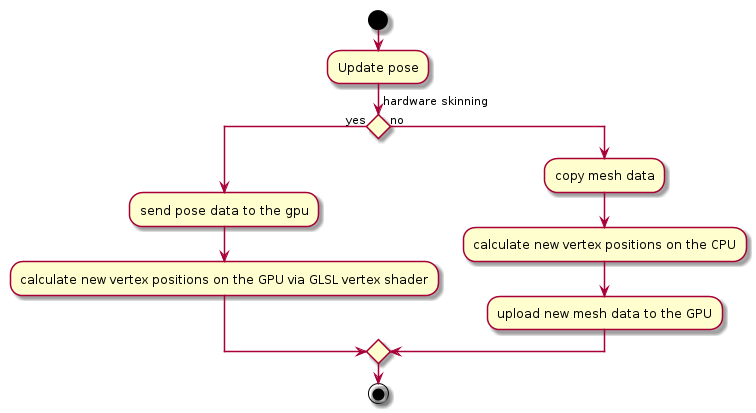 Update pose
hardware skinning
yes
no
copy mesh data
send pose data to the gpu
calculate new vertex positions on the CPU
calculate new vertex positions on the GPU via GLSL vertex shader
upload new mesh data to the GPU